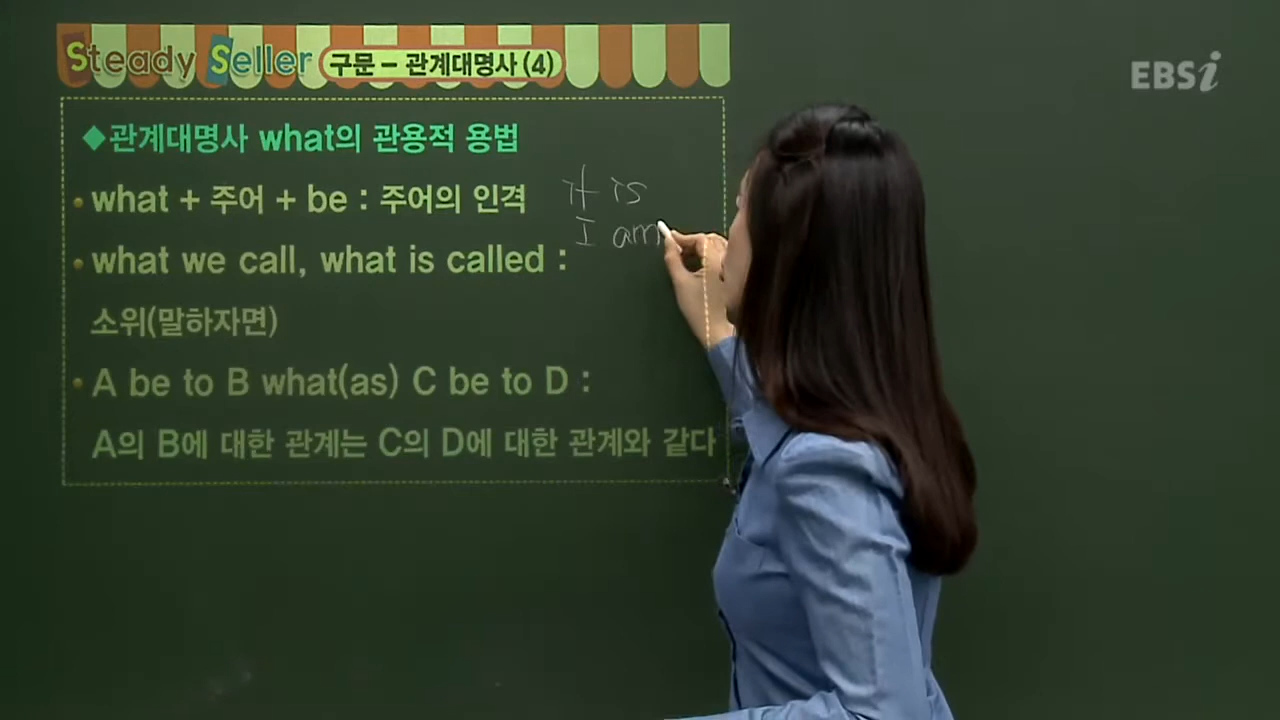 Steady Seller 구문 - 관계대명사 (4)
EBSi
◆관계대명사 what의 관용적 용법
• what + 주어 + be : 주어의 인격
it is
I am
• what we call, what is called :
소위(말하자면)
• A be to B what(as) C be to D :
A의 B에 대한 관계는 C의 D에 대한 관계와 같다